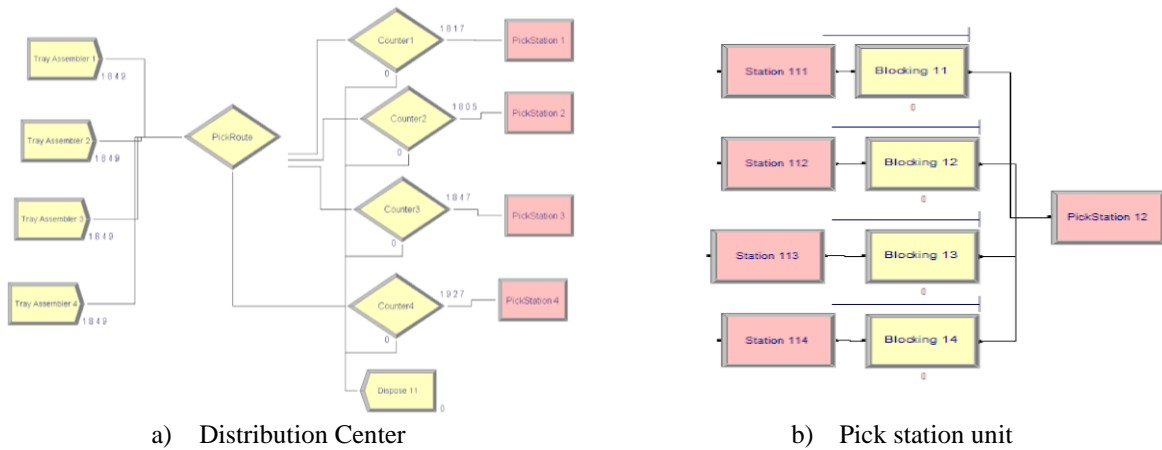 Tray Assembler 1
1849
Tray Assembler 2
1849
Tray Assembler 3
1849
Tray Assembler 4
1849
PickRoute
Counter1
1817
0
PickStation 1
Counter2
1805
0
PickStation 2
Counter3
1847
0
PickStation 3
Counter4
1927
0
PickStation 4
Dispose 11
0
a) Distribution Center
Station 111
Blocking 11
0
Station 112
Blocking 12
0
Station 113
Blocking 13
0
Station 114
Blocking 14
0
PickStation 12
b) Pick station unit